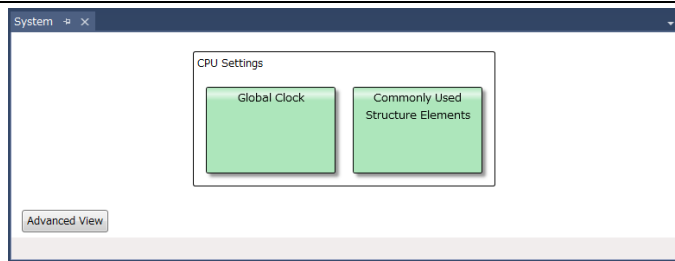 System
CPU Settings
Global Clock
Commonly Used
Structure Elements
Advanced View